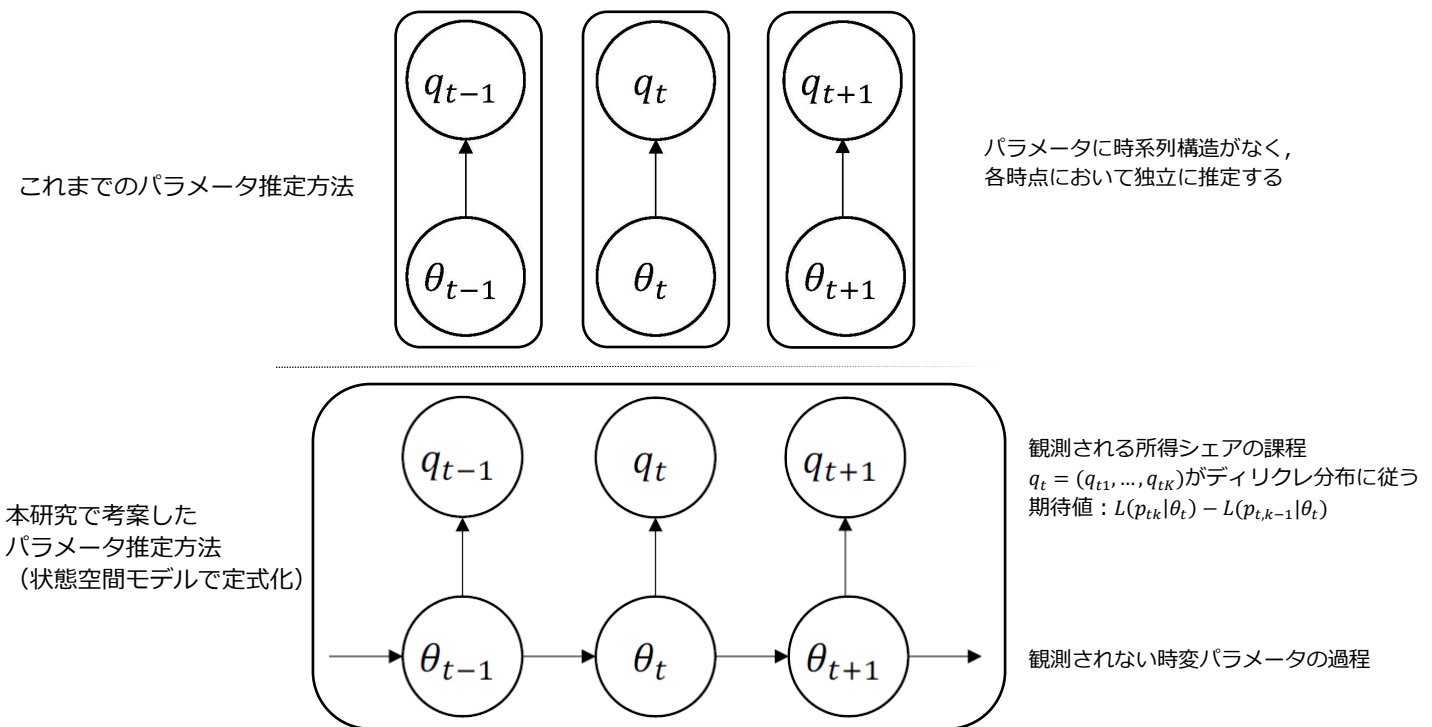 q_{t-1}
q_t
q_{t+1}
これまでのパラメータ推定方法
パラメータに時系列構造がなく,
各時点において独立に推定する
θ_{t-1}
θ_t
θ_{t+1}
q_{t-1}
q_t
q_{t+1}
観測される所得シェアの課程
q_t = (q_{t1}, … , q_{tK})がディリクレ分布に従う
期待値：L(p_{tk}|θ_t) − L(p_{t,k−1}|θ_t)
本研究で考案した
パラメータ推定方法
（状態空間モデルで定式化）
θ_{t-1}
θ_t
θ_{t+1}
観測されない時変パラメータの過程